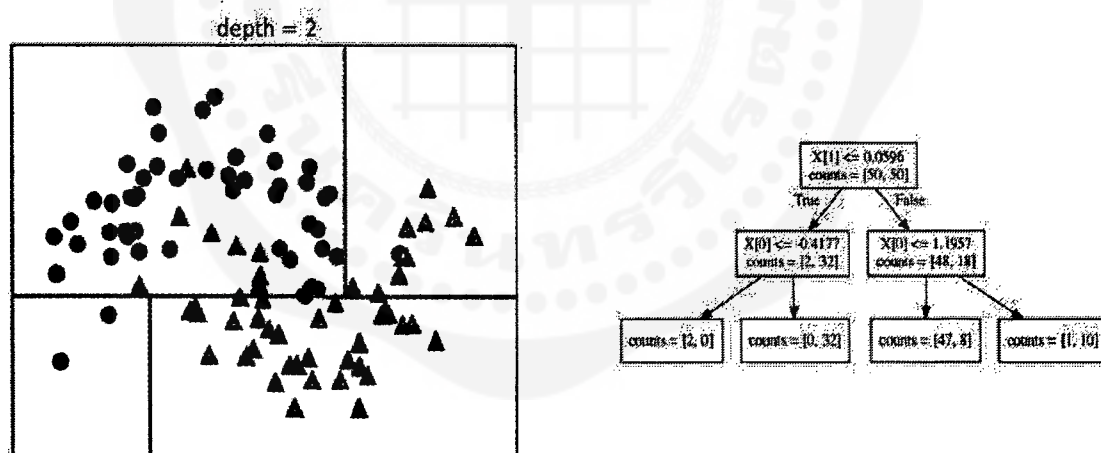 depth = 2
X[1] <= 0.0596
counts = [50, 50]
True
False
X[0] <= -0.4177
counts = [2, 32]
X[0] <= 1.1957
counts = [48, 18]
counts = [2, 0]
counts = [0, 32]
counts = [47, 8]
counts = [1, 10]